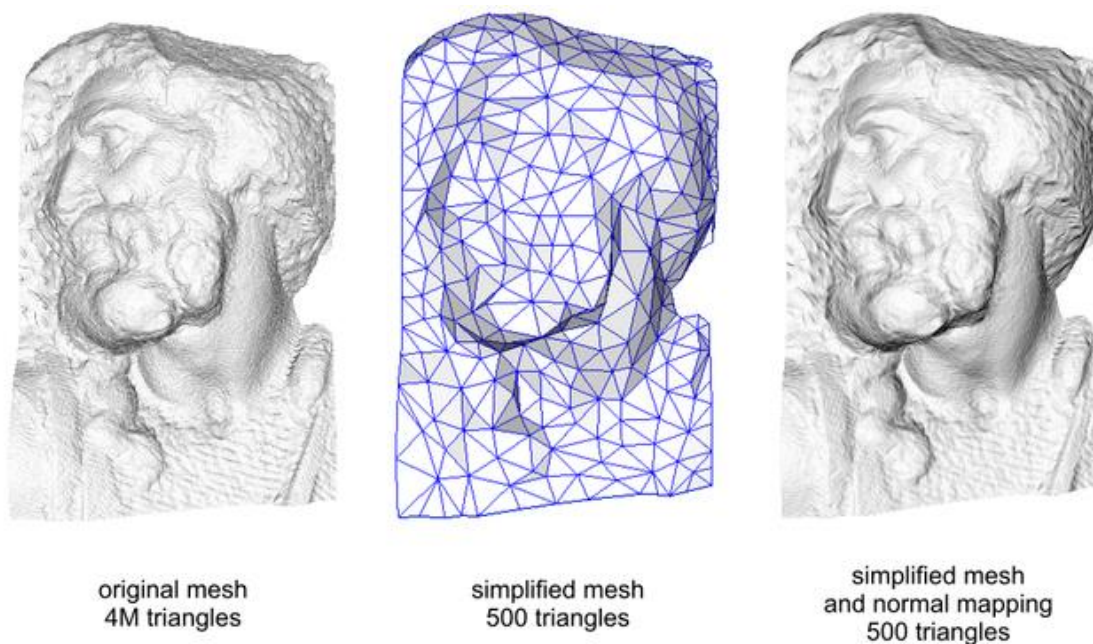 original mesh
4M triangles
simplified mesh
500 triangles
simplified mesh
and normal mapping
500 triangles